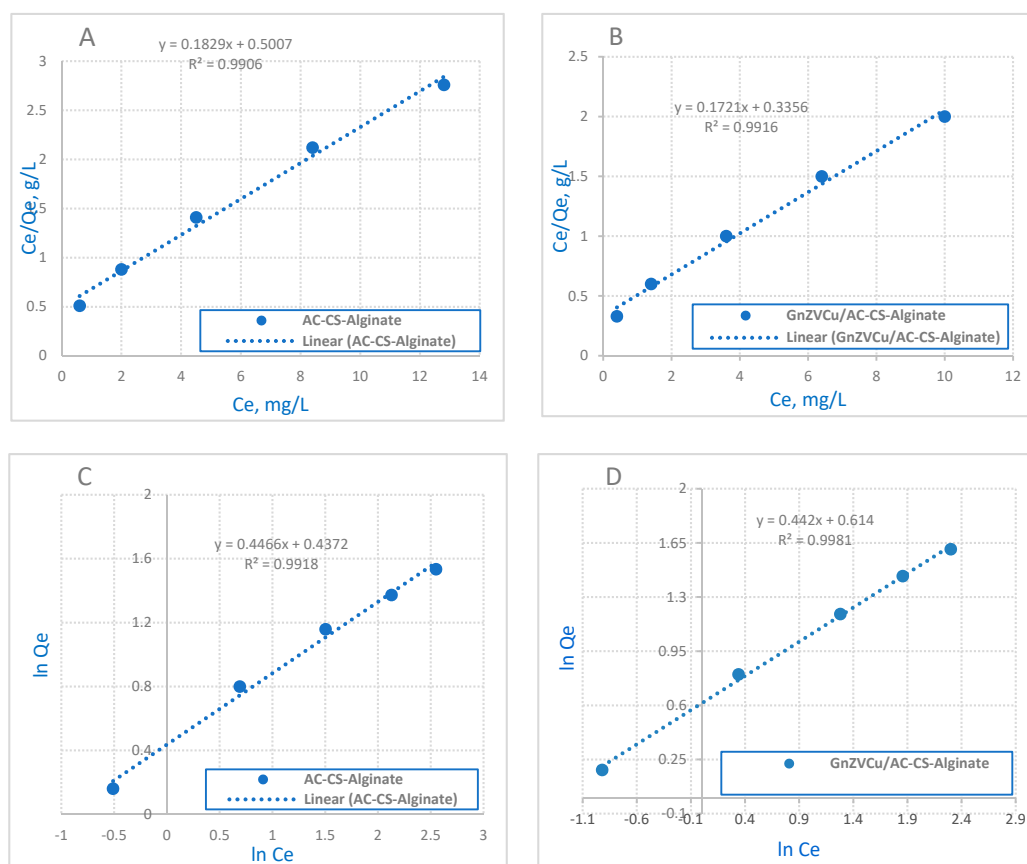 A
y = 0.1829x + 0.5007
R² = 0.9906
3
2.5
2
1.5
1
0.5
0
0 2 4 6 8 10 12 14
Ce/Qe, g/L
Ce, mg/L
AC-CS-Alginate
Linear (AC-CS-Alginate)
B
y = 0.1721x + 0.3356
R² = 0.9916
2.5
2
1.5
1
0.5
0
0 2 4 6 8 10 12
Ce/Qe, g/L
Ce, mg/L
GnZVCu/AC-CS-Alginate
Linear (GnZVCu/AC-CS-Alginate)
C
y = 0.4466x + 0.4372
R² = 0.9918
2
1.6
1.2
0.8
0.4
0
-1 -0.5 0 0.5 1 1.5 2 2.5 3
ln Qe
ln Ce
AC-CS-Alginate
Linear (AC-CS-Alginate)
D
y = 0.442x + 0.614
R² = 0.9981
2
1.65
1.3
0.95
0.6
0.25
-0.1
-1.1 -0.6 -0.1 0.4 0.9 1.4 1.9 2.4 2.9
ln Qe
ln Ce
GnZVCu/AC-CS-Alginate